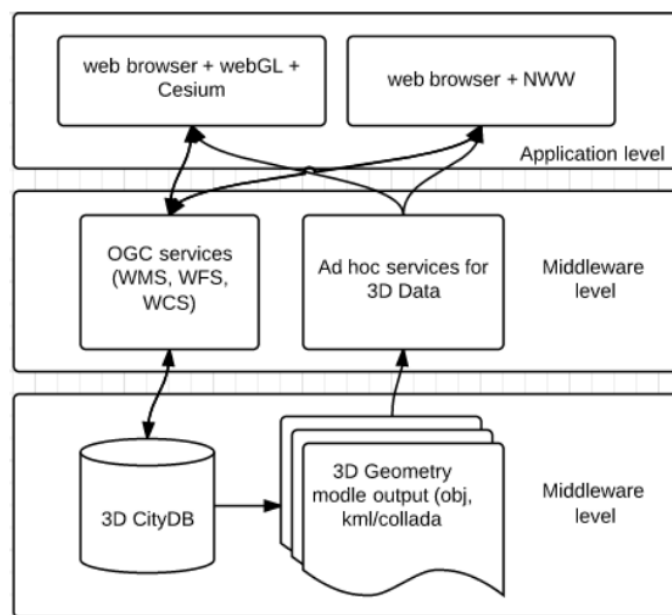 web browser + webGL +
Cesium
web browser + NWW
Application level
OGC services
(WMS, WFS,
WCS)
Ad hoc services for
3D Data
Middleware
level
3D CityDB
3D Geometry
modle output (obj,
kml/collada
Middleware
level